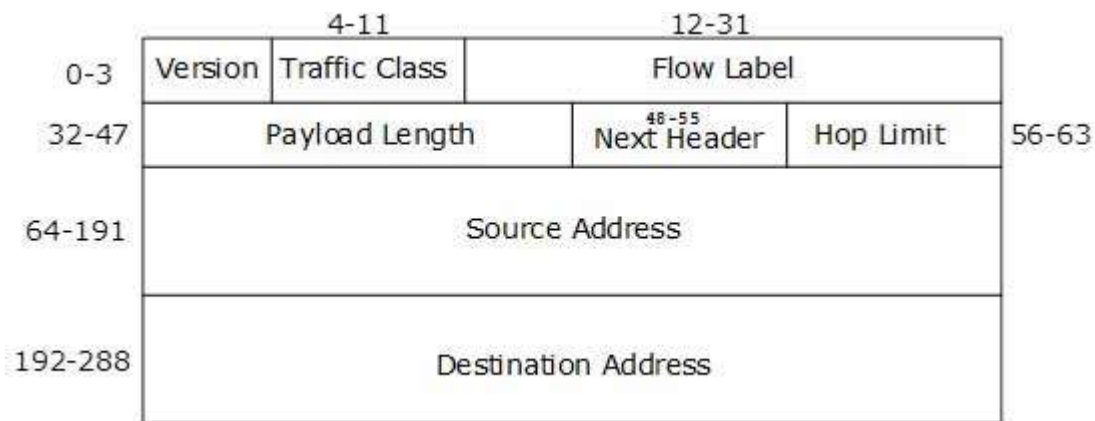 4-11 12-31
0-3 Version Traffic Class Flow Label
32-47 Payload Length 48-55 Next Header Hop Limit 56-63
64-191 Source Address
192-288 Destination Address